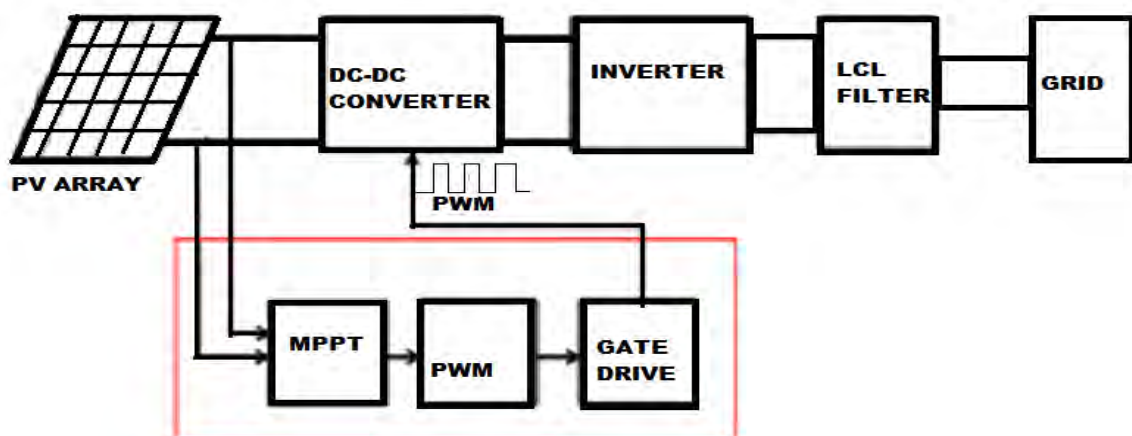 PV ARRAY
DC-DC
CONVERTER
INVERTER
LCL
FILTER
GRID
PWM
MPPT
PWM
GATE
DRIVE